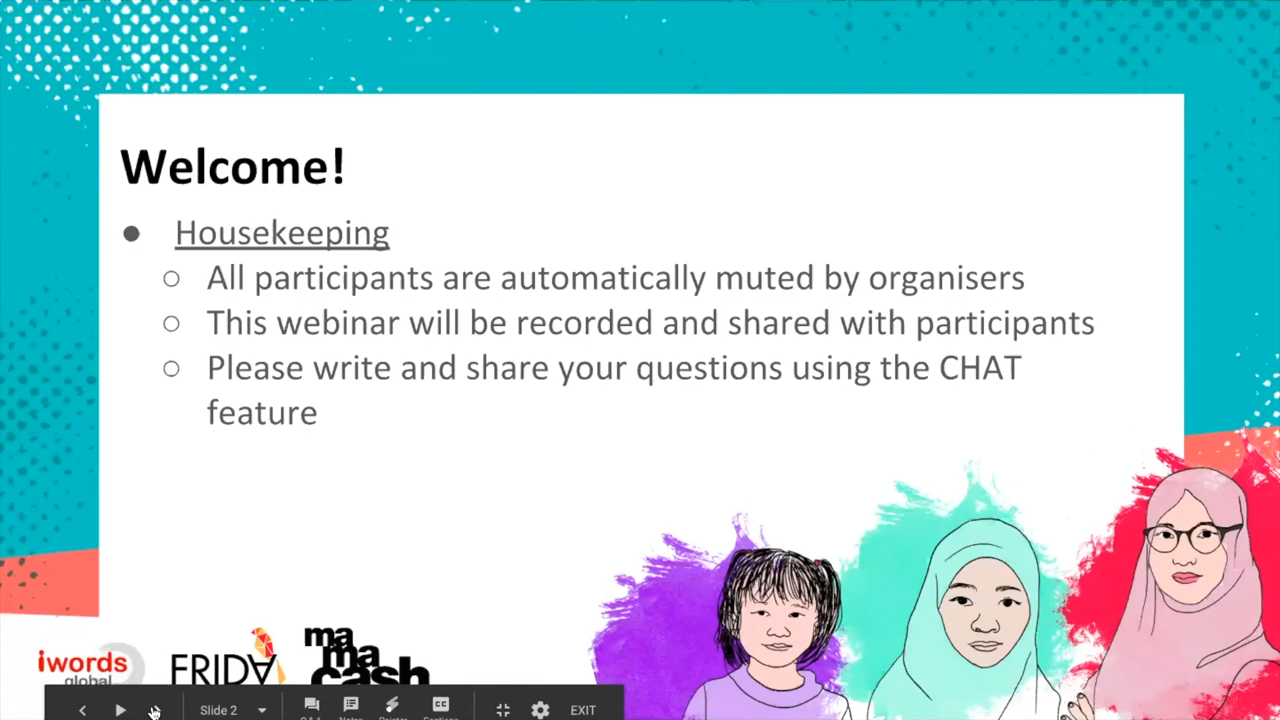 Welcome!
● Housekeeping
○ All participants are automatically muted by organisers
○ This webinar will be recorded and shared with participants
○ Please write and share your questions using the CHAT
feature
iwords
global
FRIDA
ma
ma
cash
Slide 2
EXIT